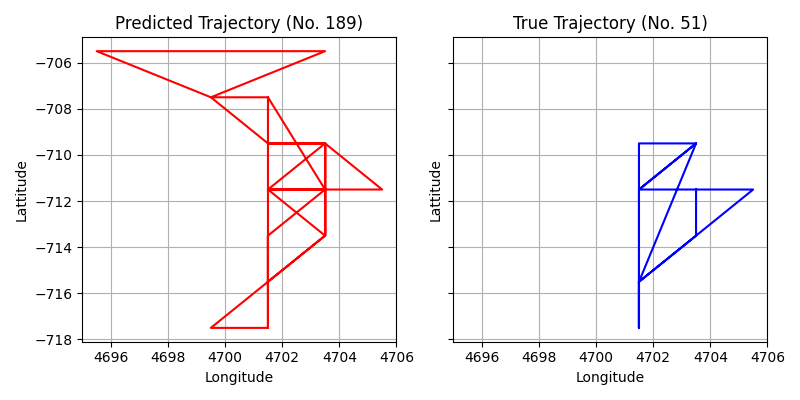 Predicted Trajectory (No. 189)
−706
−708
−710
−712
−714
−716
−718
Lattitude
4696 4698 4700 4702 4704 4706
Longitude
True Trajectory (No. 51)
Lattitude
4696 4698 4700 4702 4704 4706
Longitude